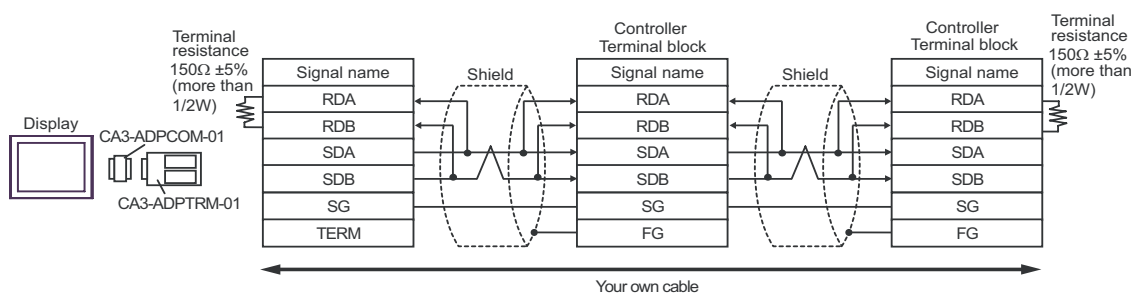 Display
CA3-ADPCOM-01
CA3-ADPTRM-01
Terminal
resistance
150Ω ±5%
(more than
1/2W)
Signal name
RDA
RDB
SDA
SDB
SG
TERM
Shield
Controller
Terminal block
Signal name
RDA
RDB
SDA
SDB
SG
FG
Shield
Controller
Terminal block
Signal name
RDA
RDB
SDA
SDB
SG
FG
Terminal
resistance
150Ω ±5%
(more than
1/2W)
Your own cable